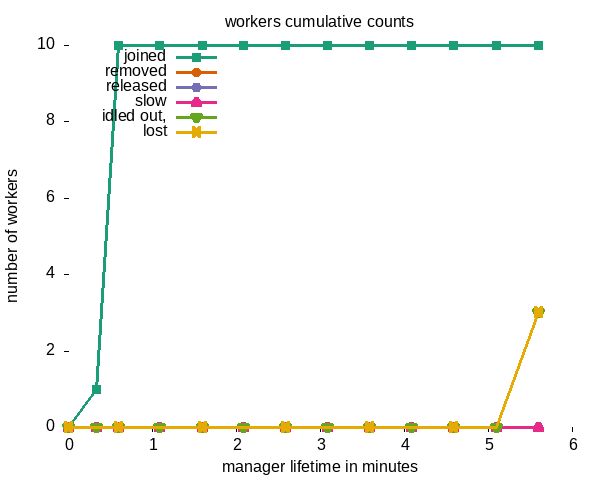 workers cumulative counts
10
8
6
4
2
0
number of workers
joined
removed
released
slow
idled out,
lost
0 1 2 3 4 5 6
manager lifetime in minutes